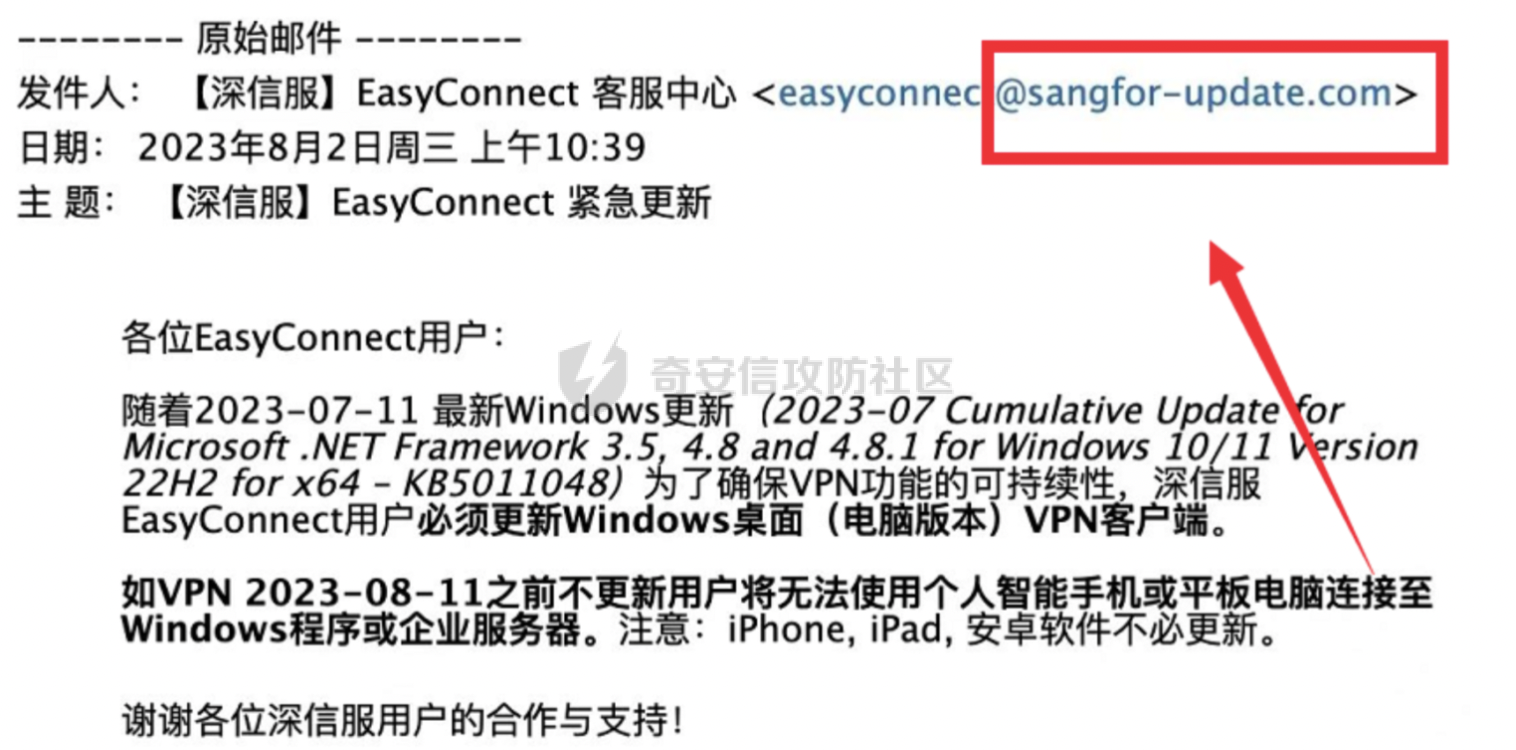 -------- 原始邮件 --------
发件人： 【深信服】EasyConnect 客服中心 <easyconnec @sangfor-update.com>
日期： 2023年8月2日周三 上午10:39
主 题： 【深信服】EasyConnect 紧急更新
各位EasyConnect用户：
奇安信攻防社区
随着2023-07-11 最新Windows更新（2023-07 Cumulative Update for
Microsoft .NET Framework 3.5, 4.8 and 4.8.1 for Windows 10/11 Version
22H2 for x64 - KB5011048）为了确保VPN功能的可持续性，深信服
EasyConnect用户必须更新Windows桌面（电脑版本）VPN客户端。
如VPN 2023-08-11之前不更新用户将无法使用个人智能手机或平板电脑连接至
Windows程序或企业服务器。注意：iPhone, iPad, 安卓软件不必更新。
谢谢各位深信服用户的合作与支持！